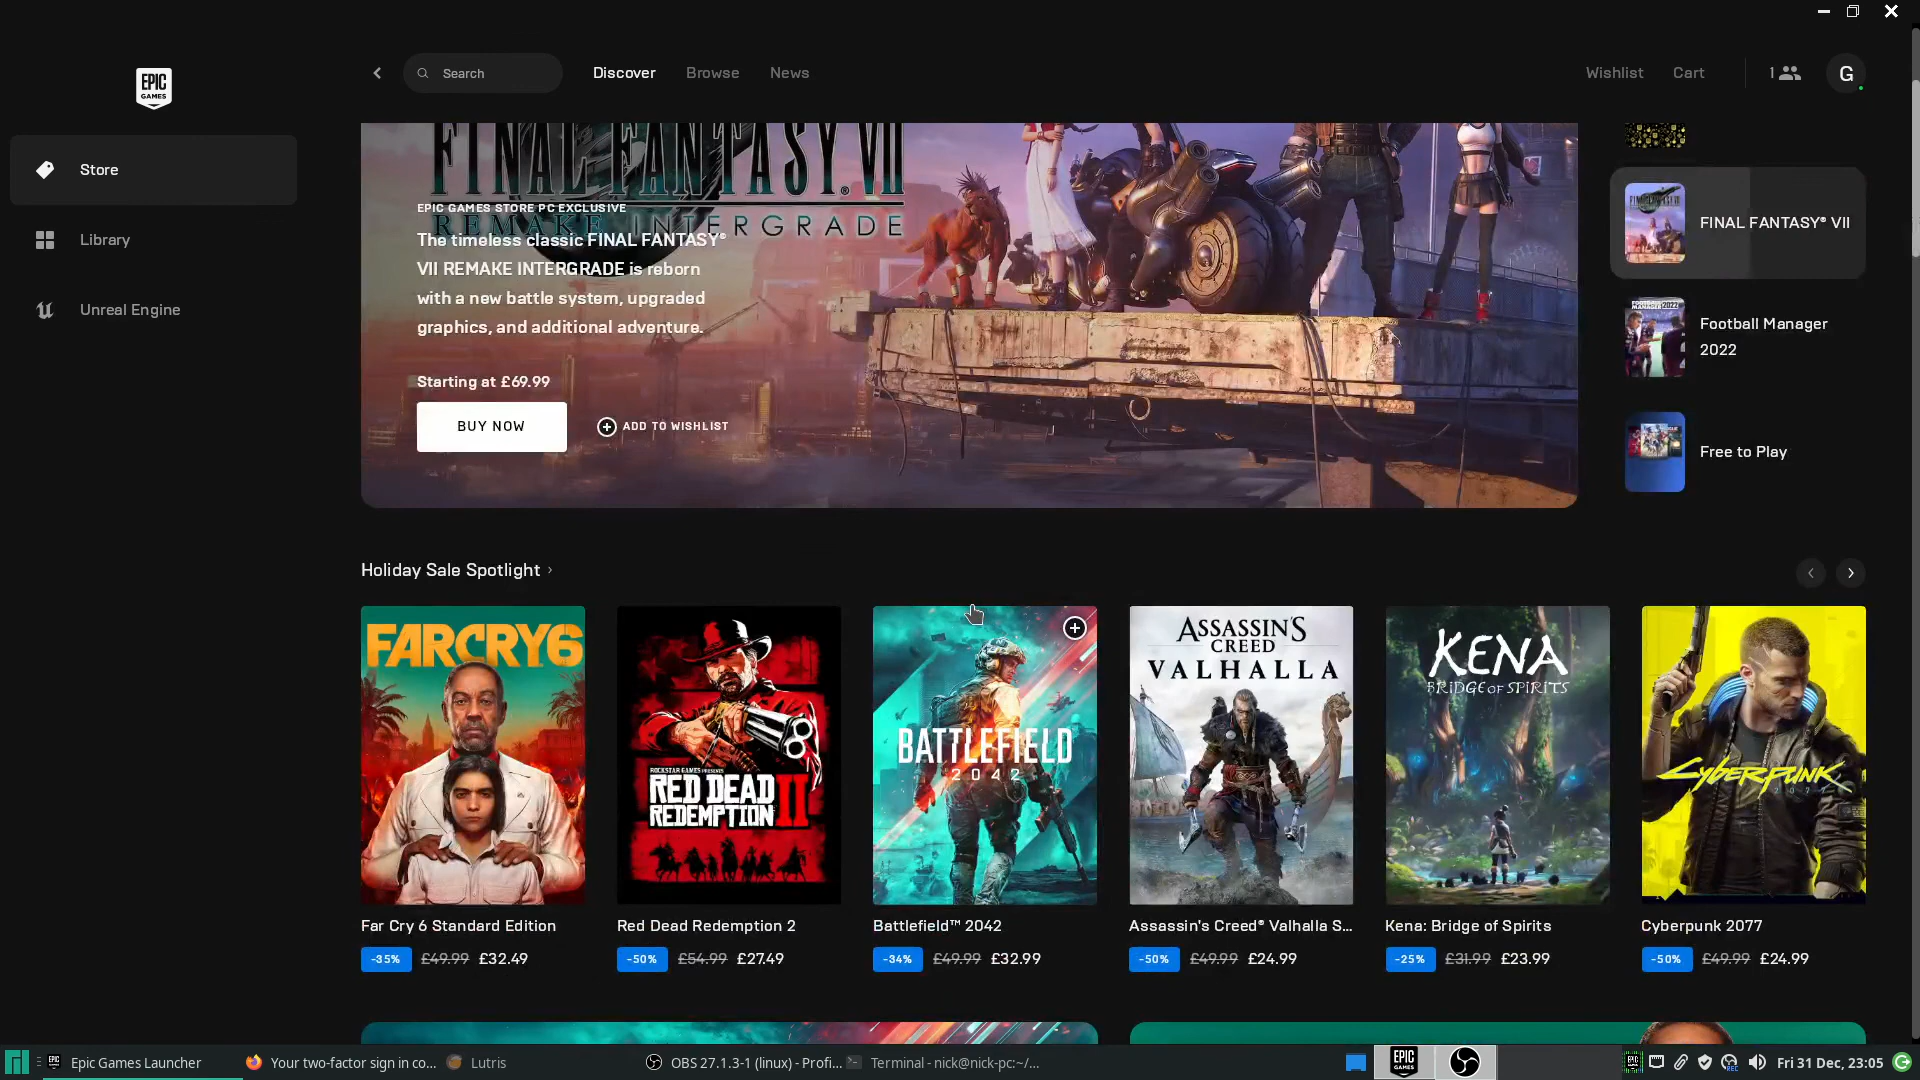 EPIC
GAMES
Search
Discover
Browse
News
Wishlist
Cart
1
G
Store
Library
Unreal Engine
FINAL FANTASY VII
REMAKE INTERGRADE
EPIC GAMES STORE PC EXCLUSIVE
The timeless classic FINAL FANTASY®
VII REMAKE INTERGRADE is reborn
with a new battle system, upgraded
graphics, and additional adventure.
Starting at £69.99
BUY NOW
ADD TO WISHLIST
FINAL FANTASY® VII
Football Manager
2022
Free to Play
Holiday Sale Spotlight
FARCRY6
ROCKSTAR GAMES PRESENTS
RED DEAD
REDEMPTION II
BATTLEFIELD
2042
ASSASSIN'S
CREED
VALHALLA
KENA
BRIDGE OF SPIRITS
Cyberpunk
2077
Far Cry 6 Standard Edition
Red Dead Redemption 2
Battlefield™ 2042
Assassin's Creed® Valhalla S...
Kena: Bridge of Spirits
Cyberpunk 2077
-35% £49.99 £32.49
-50% £54.99 £27.49
-34% £49.99 £32.99
-50% £49.99 £24.99
-25% £31.99 £23.99
-50% £49.99 £24.99
Epic Games Launcher
Your two-factor sign in co...
Lutris
OBS 27.1.3-1 (linux) - Profi...
Terminal - nick@nick-pc:~/...
EPIC
GAMES
REC
Fri 31 Dec, 23:05